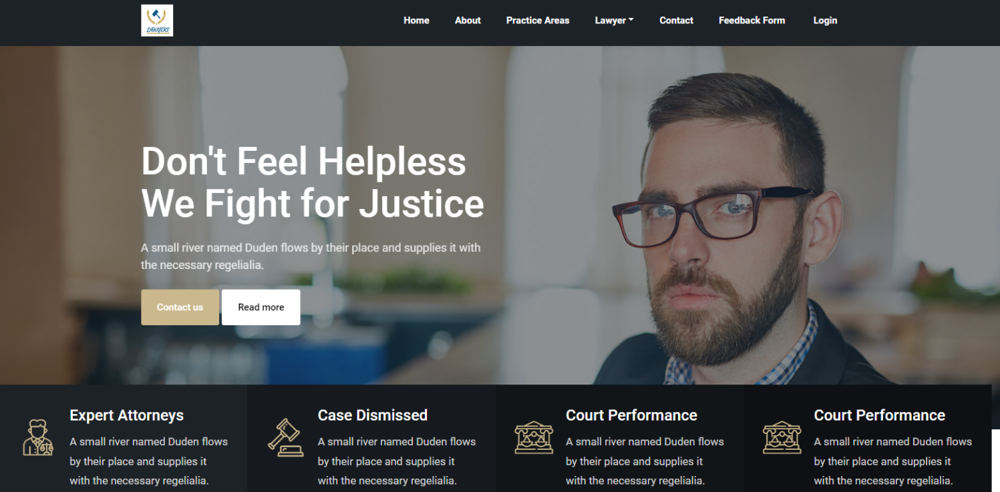 LAWYERS
Home About Practice Areas Lawyer Contact Feedback Form Login
Don't Feel Helpless
We Fight for Justice
A small river named Duden flows by their place and supplies it with
the necessary regelialia.
Contact us Read more
Expert Attorneys
A small river named Duden flows
by their place and supplies it
with the necessary regelialia.
Case Dismissed
A small river named Duden flows
by their place and supplies it
with the necessary regelialia.
Court Performance
A small river named Duden flows
by their place and supplies it
with the necessary regelialia.
Court Performance
A small river named Duden flows
by their place and supplies it
with the necessary regelialia.